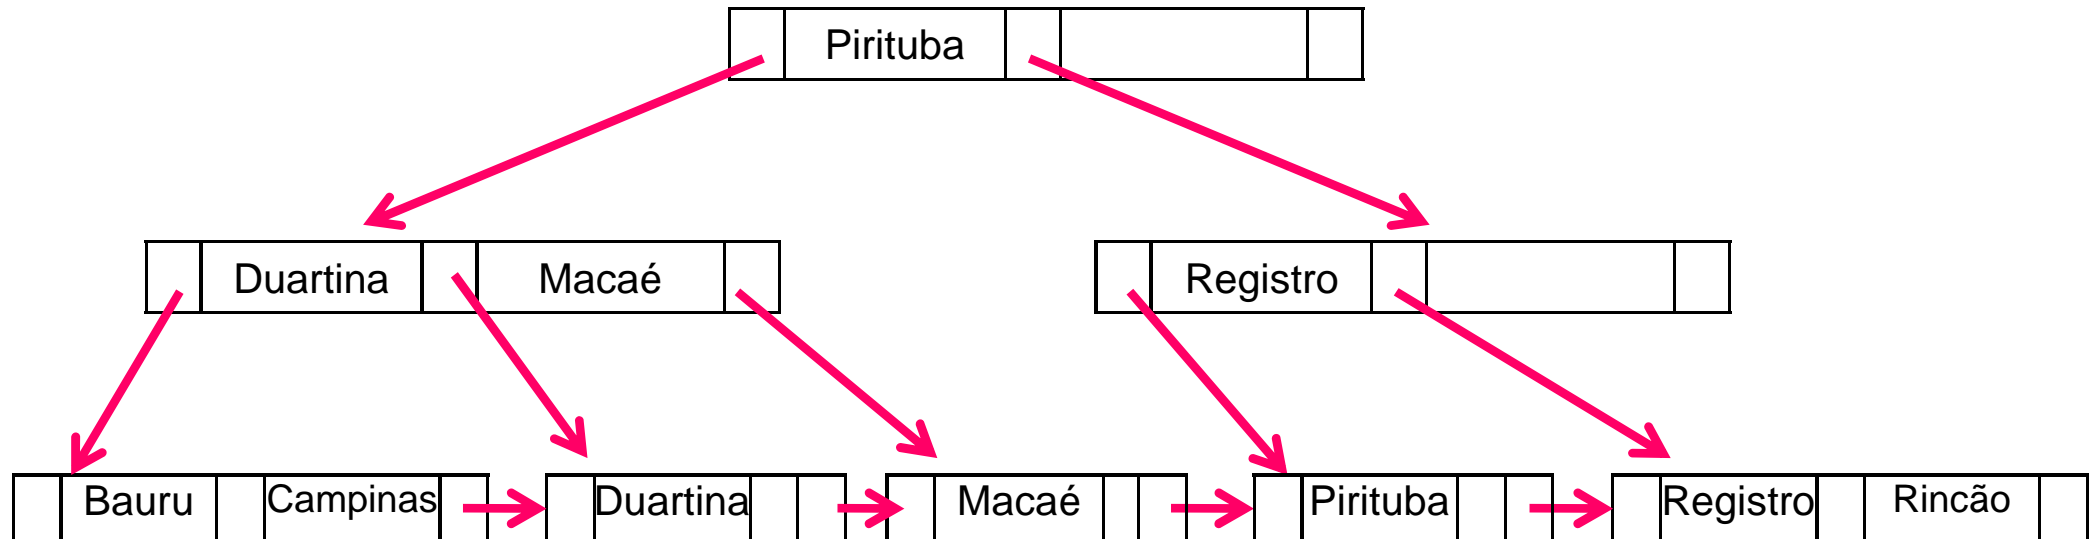 Pirituba
Duartina Macaé Registro
Bauru Campinas Duartina Macaé Pirituba Registro Rincão